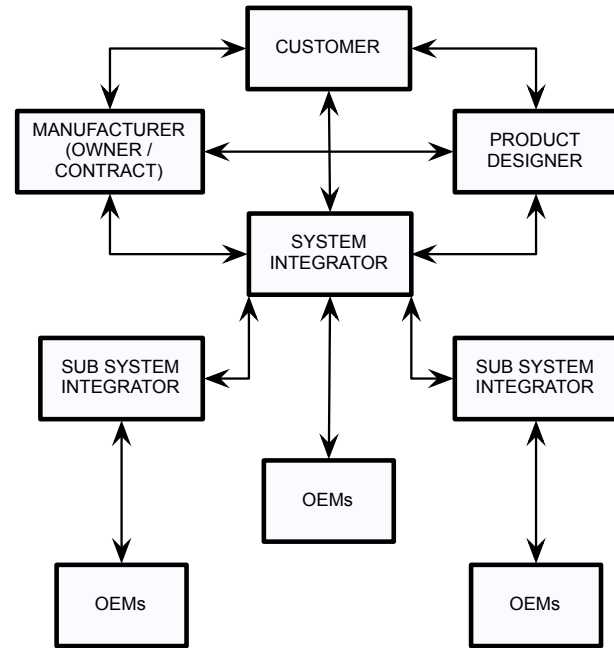 CUSTOMER
MANUFACTURER
(OWNER /
CONTRACT)
PRODUCT
DESIGNER
SYSTEM
INTEGRATOR
SUB SYSTEM
INTEGRATOR
SUB SYSTEM
INTEGRATOR
OEMs
OEMs
OEMs